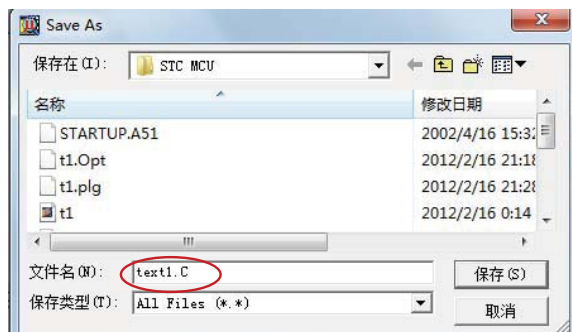 Save As
保存在(I): STC MCU
名称 修改日期
STARTUP.A51 2002/4/16 15:32
t1.Opt 2012/2/16 21:18
t1.plg 2012/2/16 21:28
t1 2012/2/16 0:14
文件名(N): text1.C 保存(S)
保存类型(T): All Files (*.*) 取消